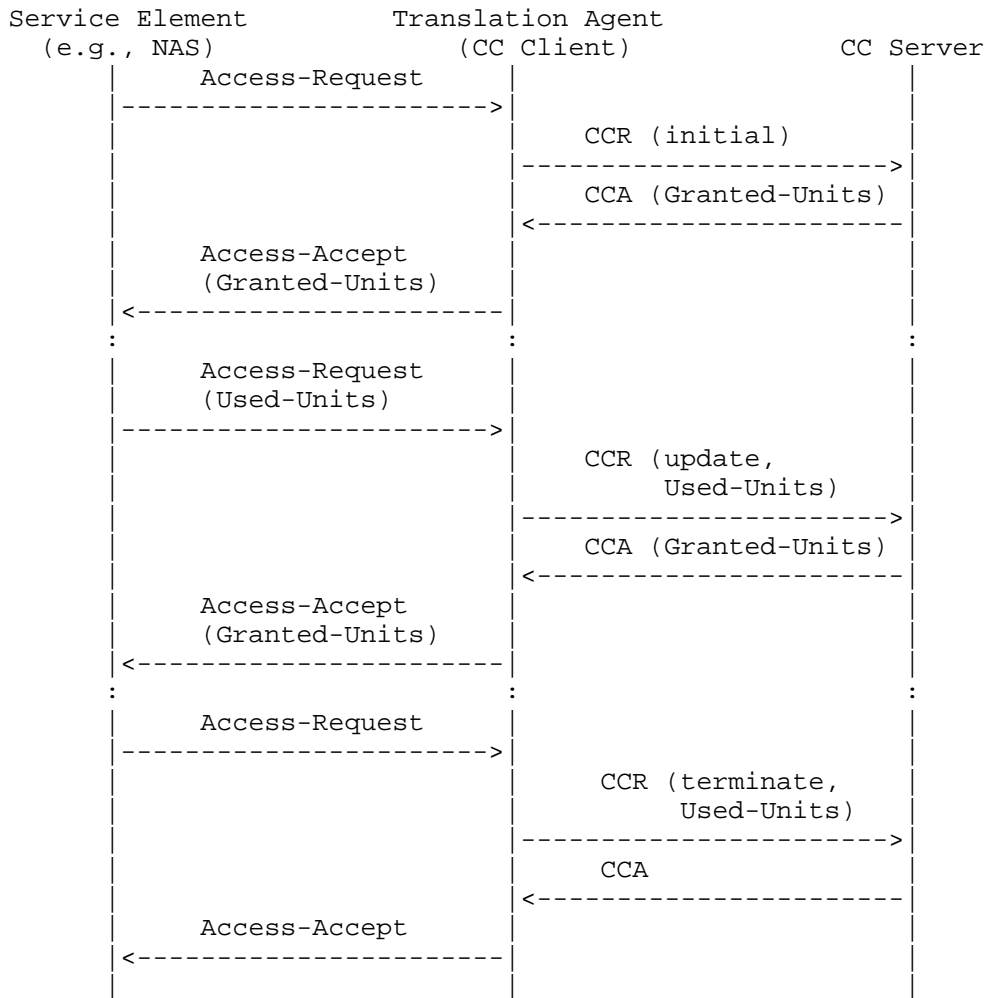 Service Element Translation Agent
(e.g., NAS) (CC Client) CC Server
Access-Request
CCR (initial)
CCA (Granted-Units)
Access-Accept
(Granted-Units)
Access-Request
(Used-Units)
CCR (update,
Used-Units)
CCA (Granted-Units)
Access-Accept
(Granted-Units)
Access-Request
CCR (terminate,
Used-Units)
CCA
Access-Accept